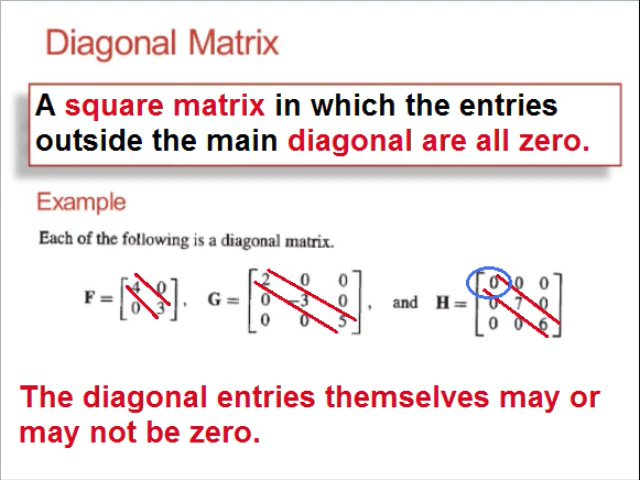 Diagonal Matrix
A square matrix in which the entries
outside the main diagonal are all zero.
Example
Each of the following is a diagonal matrix.
F = [4 0; 0 3], G = [2 0 0; 0 -3 0; 0 0 5], and H = [0 0 0; 0 7 0; 0 0 6]
The diagonal entries themselves may or
may not be zero.